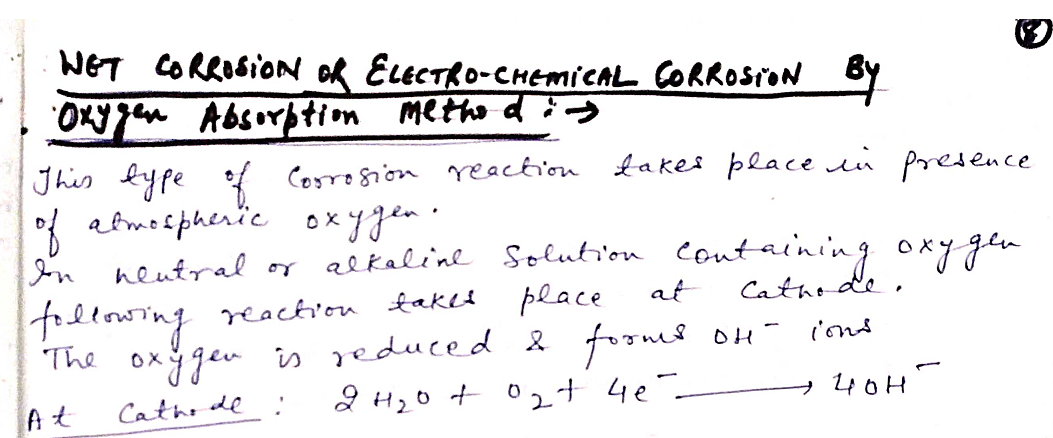 8
WET CORROSION OR ELECTRO-CHEMICAL CORROSION By
Oxygen Absorption Method :→
This type of Corrosion reaction takes place in presence
of atmospheric oxygen.
In neutral or alkaline Solution Containing oxygen
following reaction takes place at Cathode.
The oxygen is reduced & forms OH⁻ ions
At Cathode : 2H₂O + O₂ + 4e⁻ ⟶ 4OH⁻